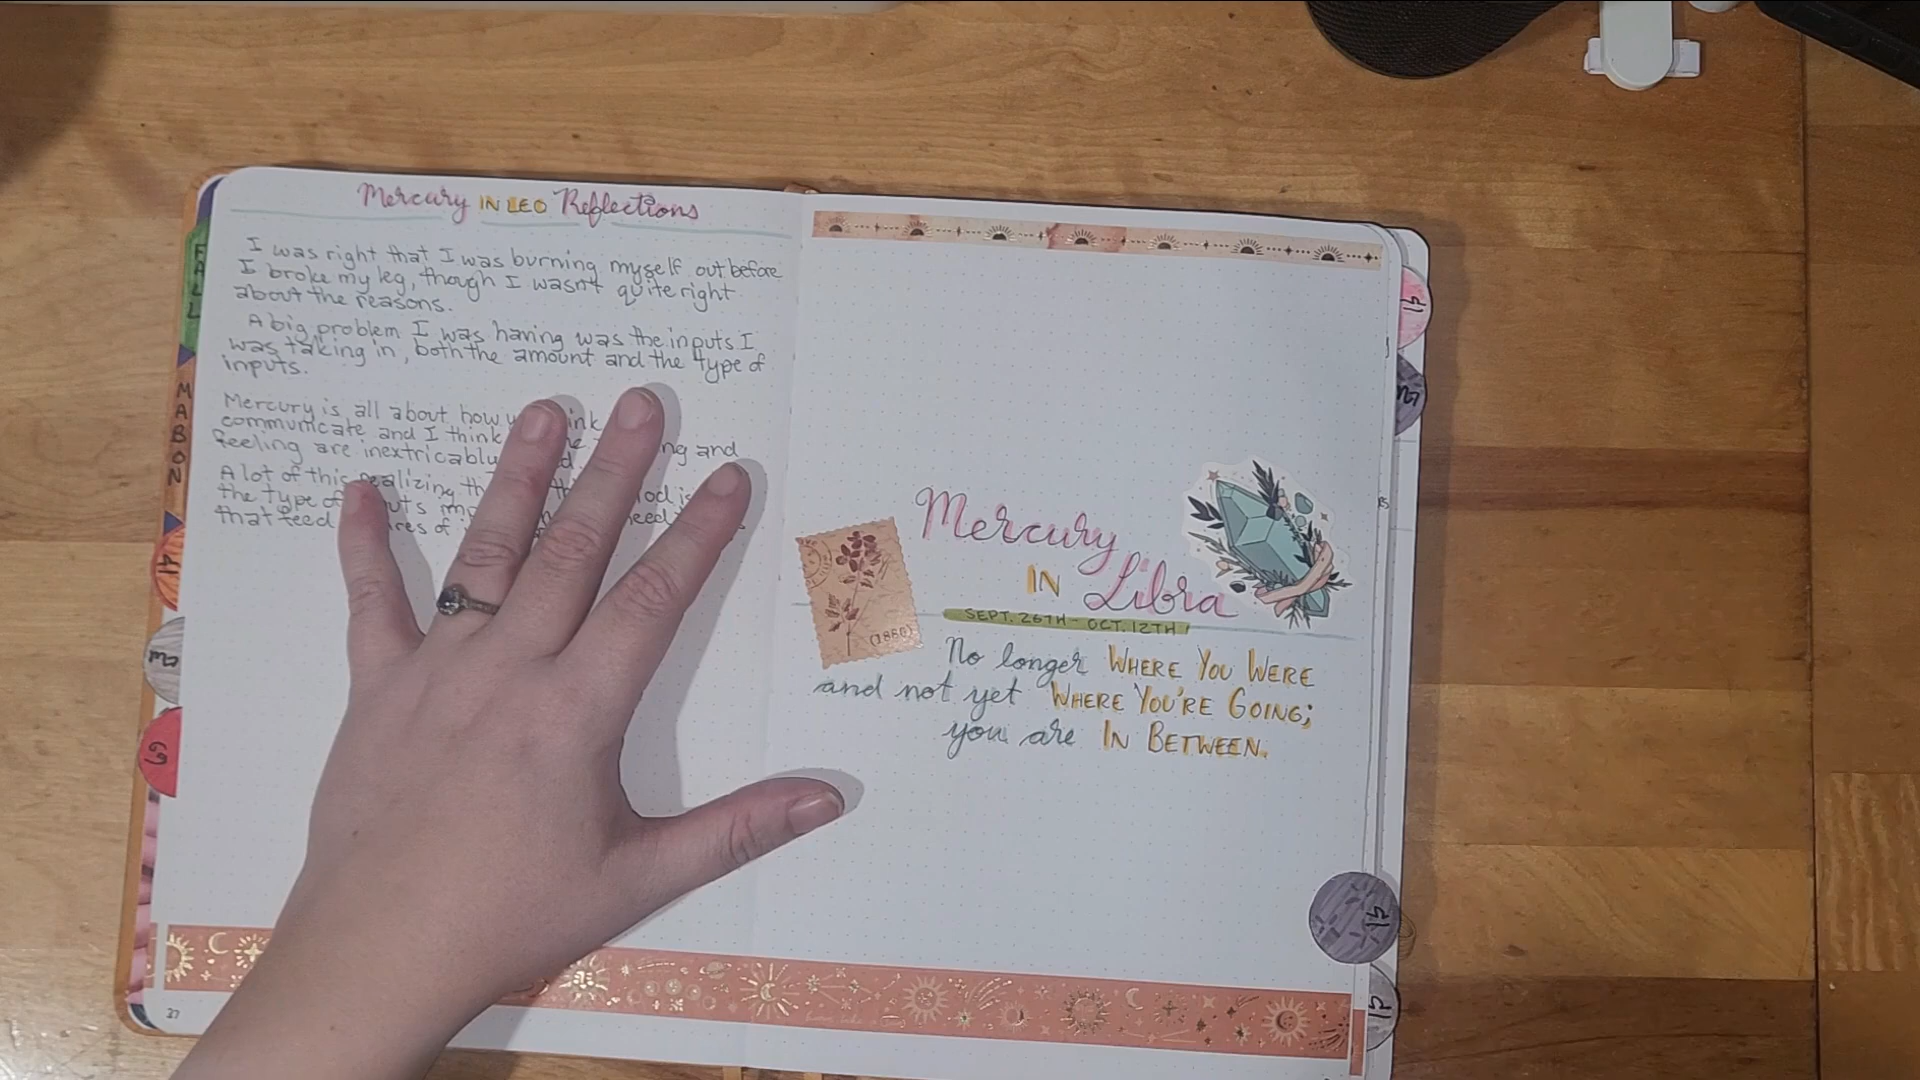 Mercury IN LEO Reflections
I was right that I was burning myself out before
I broke my leg, though I wasn't quite right
about the reasons.
A big problem I was having was the inputs I
was taking in, both the amount and the type of
inputs.
Mercury is all about how
communicate and I think
feeling are inextricably
and
A lot of this realizing
the type of
that feed
27
FALL
MABON
Mercury
IN Libra
SEPT. 26TH - OCT. 12TH
(1880)
No longer WHERE YOU WERE
and not yet WHERE YOU'RE GOING;
you are IN BETWEEN.